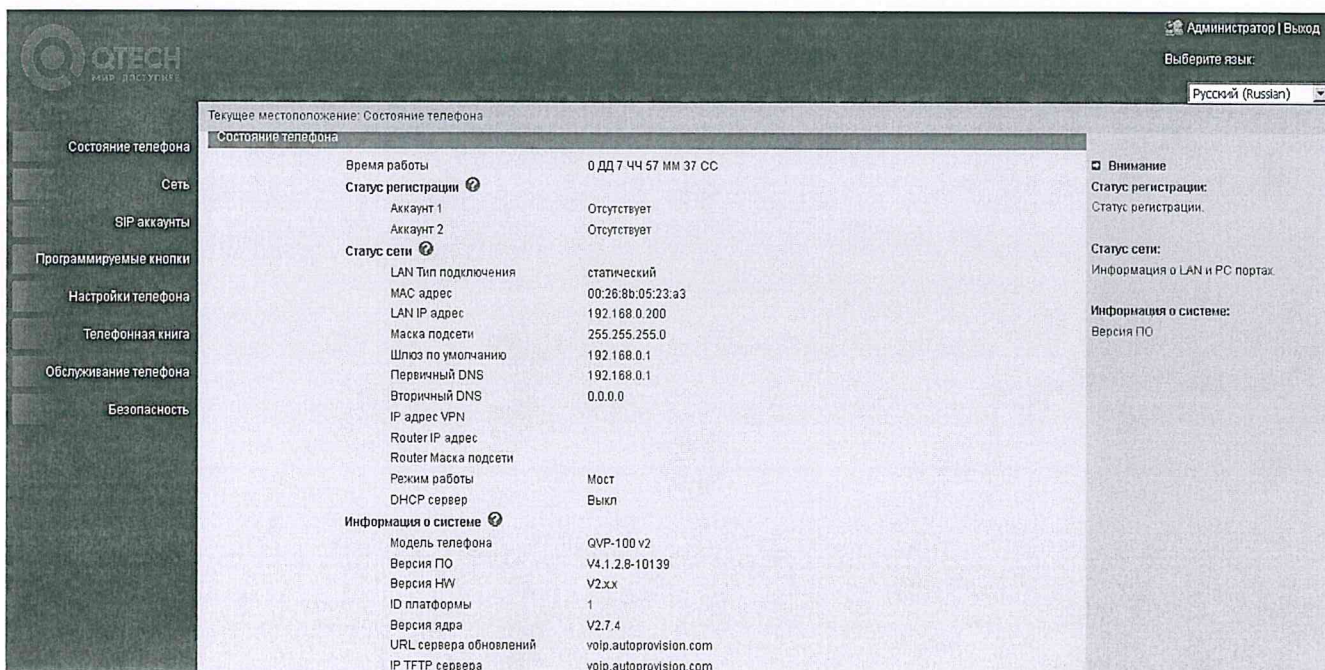 QTECH
МИР ДОСТУПНЕЕ
Администратор | Выход
Выберите язык:
Русский (Russian)
Состояние телефона
Сеть
SIP аккаунты
Программируемые кнопки
Настройки телефона
Телефонная книга
Обслуживание телефона
Безопасность
Текущее местоположение: Состояние телефона
Состояние телефона
Время работы 0 ДД 7 ЧЧ 57 ММ 37 СС
Статус регистрации
Аккаунт 1 Отсутствует
Аккаунт 2 Отсутствует
Статус сети
LAN Тип подключения статический
MAC адрес 00:26:8b:05:23:a3
LAN IP адрес 192.168.0.200
Маска подсети 255.255.255.0
Шлюз по умолчанию 192.168.0.1
Первичный DNS 192.168.0.1
Вторичный DNS 0.0.0.0
IP адрес VPN
Router IP адрес
Router Маска подсети
Режим работы Мост
DHCP сервер Выкл
Информация о системе
Модель телефона QVP-100 v2
Версия ПО V4.1.2.8-10139
Версия HW V2.x.x
ID платформы 1
Версия ядра V2.7.4
URL сервера обновлений voip.autoprovision.com
IP TFTP сервера voip.autoprovision.com
Внимание
Статус регистрации:
Статус регистрации.
Статус сети:
Информация о LAN и PC портах.
Информация о системе:
Версия ПО